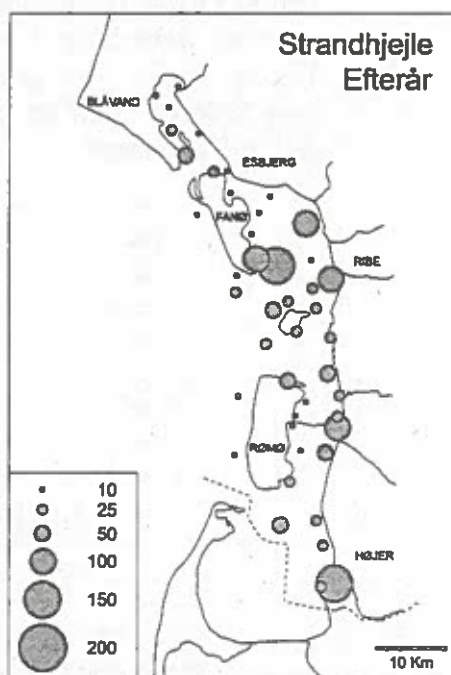 Strandhjejle
Efterår
BLÅVAND
ESBJERG
FANØ
RIBE
RØMØ
HØJER
10
25
50
100
150
200
10 Km